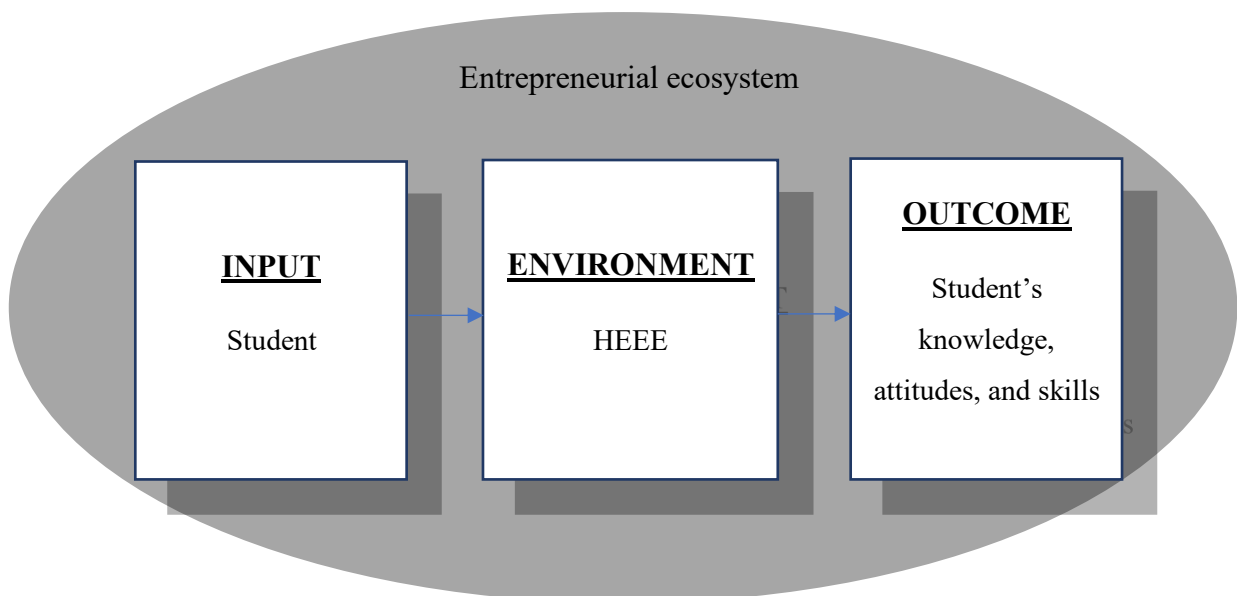 Entrepreneurial ecosystem
INPUT
Student
ENVIRONMENT
HEEE
OUTCOME
Student’s
knowledge,
attitudes, and skills